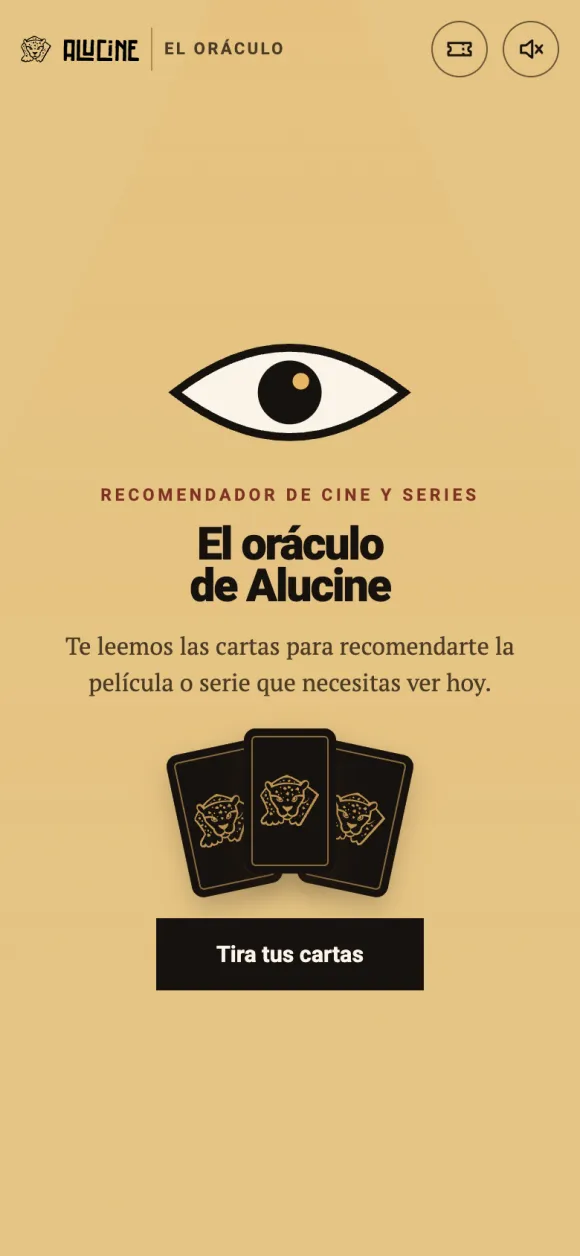 ALUCINE
EL ORÁCULO
RECOMENDADOR DE CINE Y SERIES
El oráculo
de Alucine
Te leemos las cartas para recomendarte la
película o serie que necesitas ver hoy.
Tira tus cartas